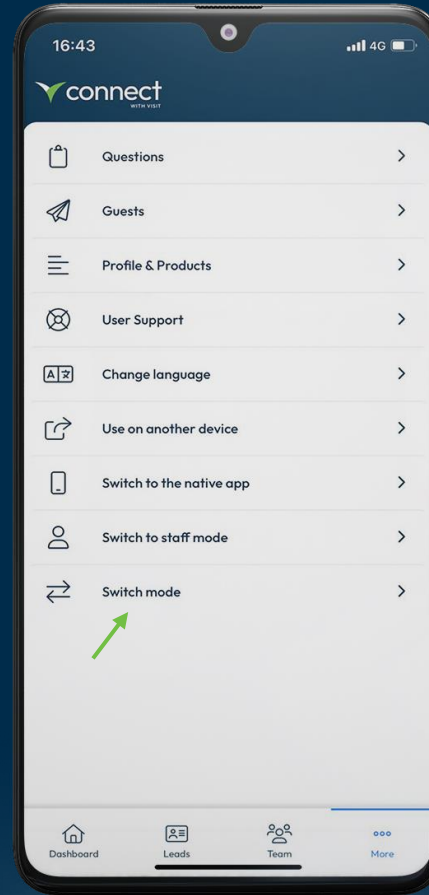 16:43
4G
connect
WITH VISIT
Questions
Guests
Profile & Products
User Support
A
Change language
Use on another device
Switch to the native app
Switch to staff mode
Switch mode
Dashboard
Leads
Team
More